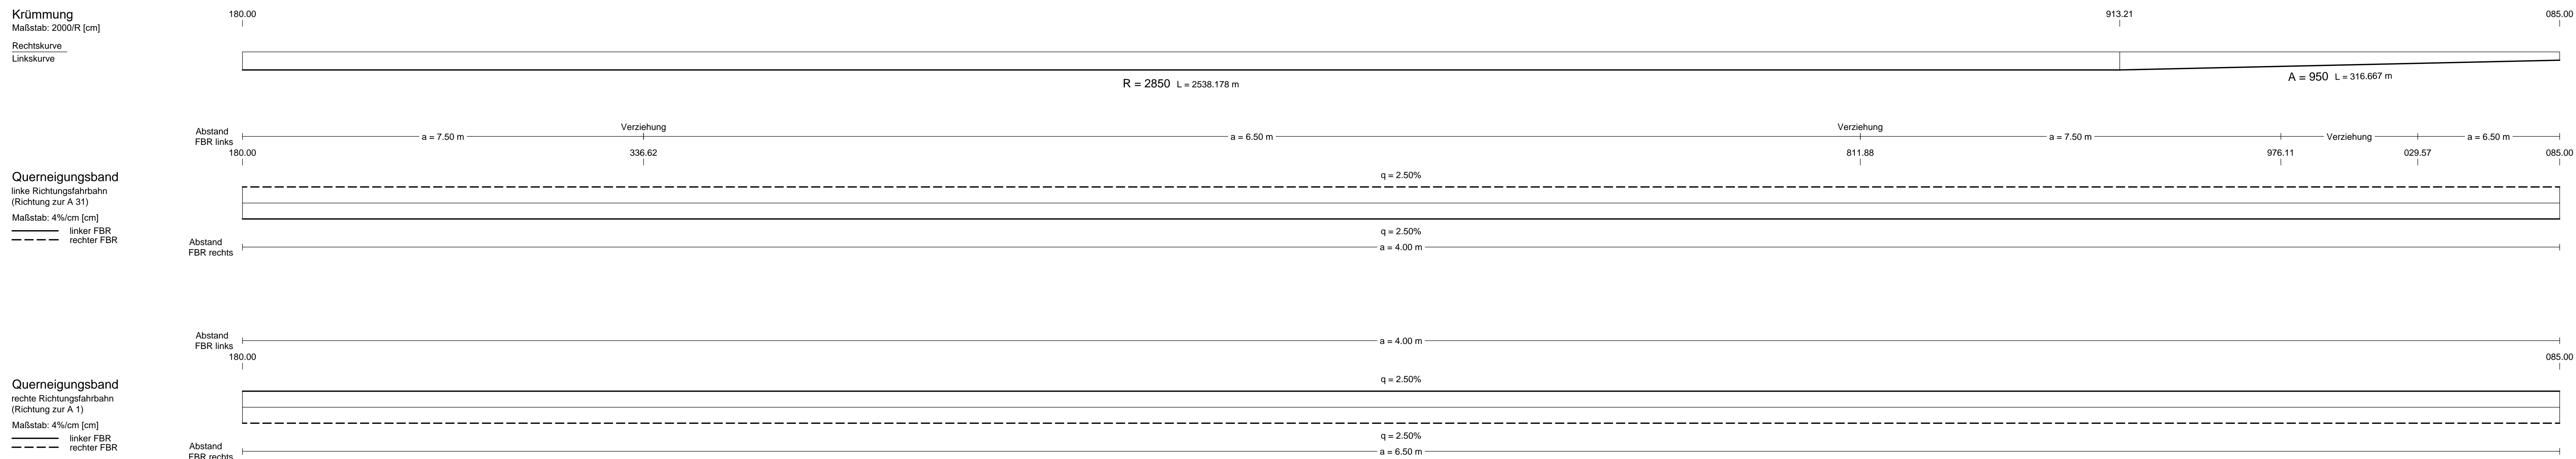 Krümmung
Maßstab: 2000/R [cm]
Rechtskurve
Linkskurve
180.00
913.21
085.00
R = 2850 L = 2538.178 m
A = 950 L = 316.667 m
Abstand
FBR links
a = 7.50 m
Verziehung
a = 6.50 m
Verziehung
a = 7.50 m
Verziehung
a = 6.50 m
180.00
336.62
811.88
976.11
029.57
085.00
Querneigungsband
linke Richtungsfahrbahn
(Richtung zur A 31)
Maßstab: 4%/cm [cm]
linker FBR
rechter FBR
q = 2.50%
q = 2.50%
Abstand
FBR rechts
a = 4.00 m
Abstand
FBR links
a = 4.00 m
180.00
085.00
Querneigungsband
rechte Richtungsfahrbahn
(Richtung zur A 1)
Maßstab: 4%/cm [cm]
linker FBR
rechter FBR
q = 2.50%
q = 2.50%
Abstand
FBR rechts
a = 6.50 m